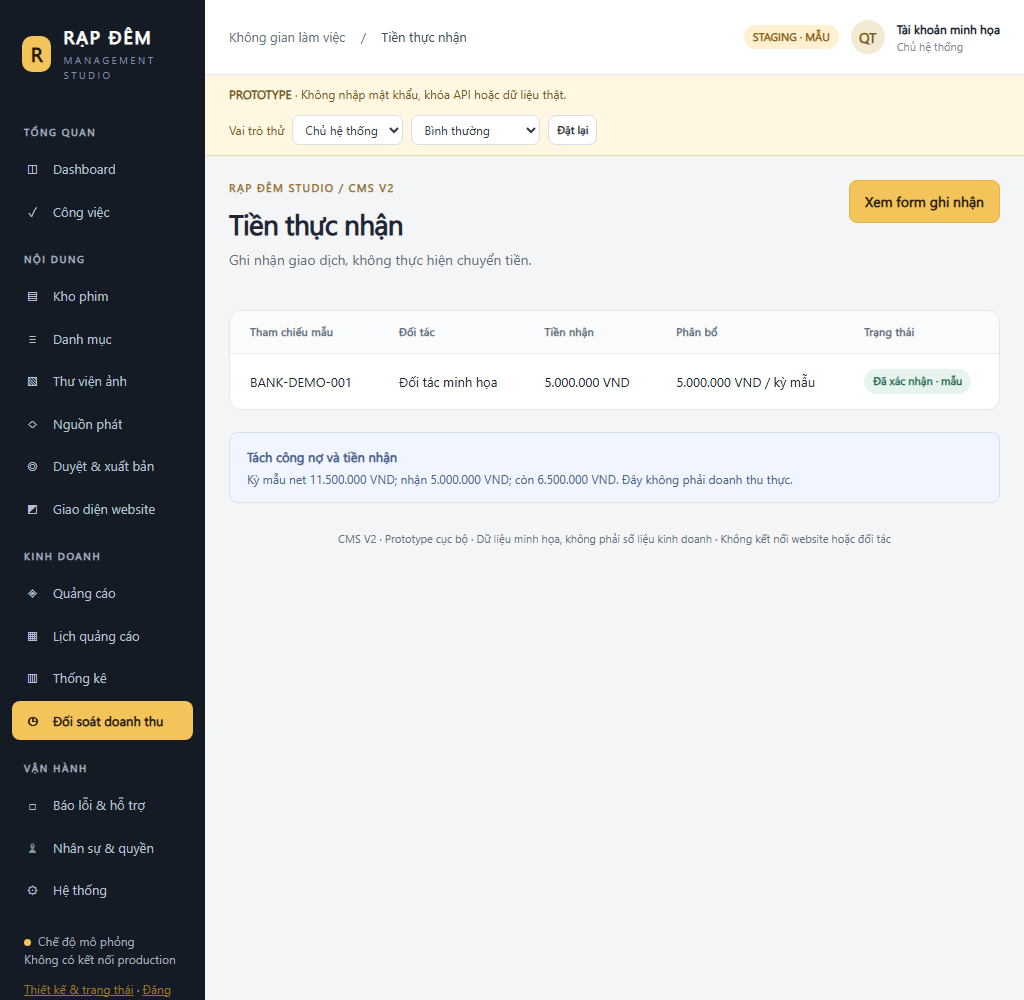 R
RẠP ĐÊM
MANAGEMENT
STUDIO
TỔNG QUAN
Dashboard
Công việc
NỘI DUNG
Kho phim
Danh mục
Thư viện ảnh
Nguồn phát
Duyệt & xuất bản
Giao diện website
KINH DOANH
Quảng cáo
Lịch quảng cáo
Thống kê
Đối soát doanh thu
VẬN HÀNH
Báo lỗi & hỗ trợ
Nhân sự & quyền
Hệ thống
Chế độ mô phỏng
Không có kết nối production
Thiết kế & trạng thái · Đăng
Không gian làm việc / Tiền thực nhận
STAGING · MẪU
QT
Tài khoản minh họa
Chủ hệ thống
PROTOTYPE · Không nhập mật khẩu, khóa API hoặc dữ liệu thật.
Vai trò thử Chủ hệ thống Bình thường Đặt lại
RẠP ĐÊM STUDIO / CMS V2
Tiền thực nhận
Ghi nhận giao dịch, không thực hiện chuyển tiền.
Xem form ghi nhận
Tham chiếu mẫu Đối tác Tiền nhận Phân bổ Trạng thái
BANK-DEMO-001 Đối tác minh họa 5.000.000 VND 5.000.000 VND / kỳ mẫu Đã xác nhận · mẫu
Tách công nợ và tiền nhận
Kỳ mẫu net 11.500.000 VND; nhận 5.000.000 VND; còn 6.500.000 VND. Đây không phải doanh thu thực.
CMS V2 · Prototype cục bộ · Dữ liệu minh họa, không phải số liệu kinh doanh · Không kết nối website hoặc đối tác